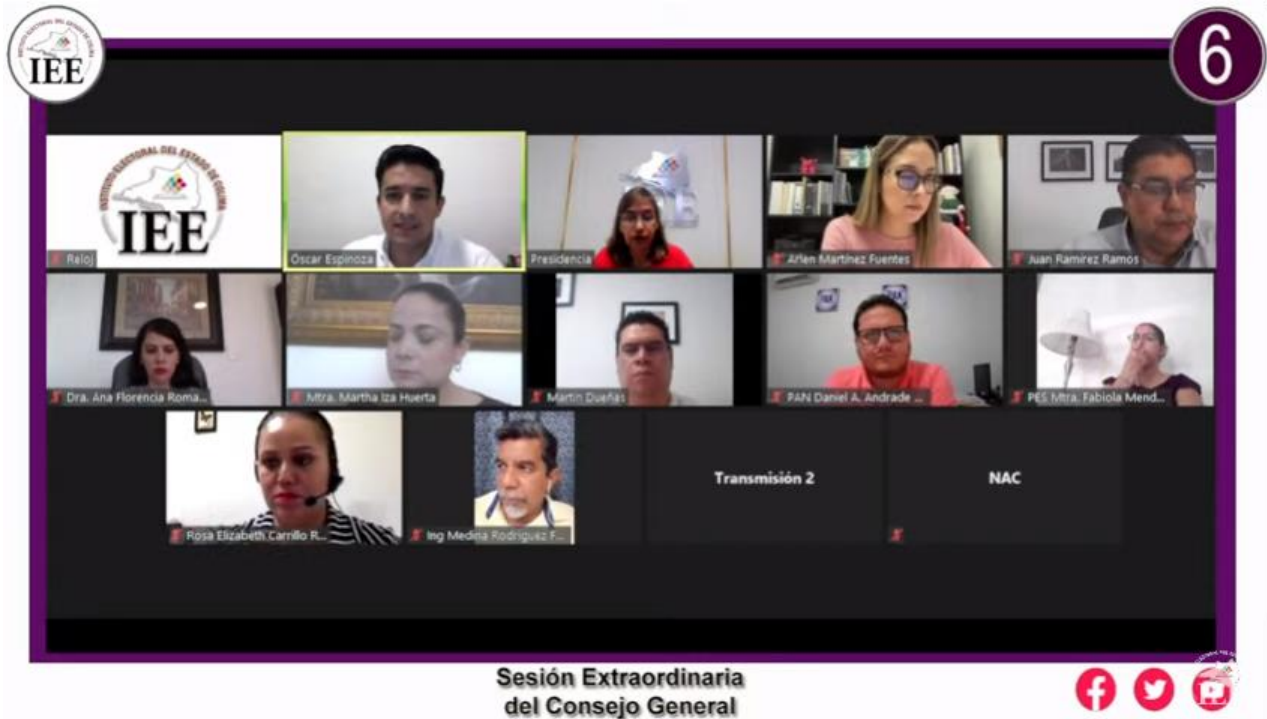 IEE
6
INSTITUTO ELECTORAL DEL ESTADO DE COLIMA
IEE
Reloj
Óscar Espinoza
Presidencia
Arlen Martínez Fuentes
Juan Ramírez Ramos
Dra. Ana Florencia Roma...
Mtra. Martha Iza Huerta
Martín Dueñas
PAN Daniel A. Andrade ...
PES Mtra. Fabiola Mend...
Rosa Elizabeth Carrillo R...
Ing Medina Rodriguez F...
Transmisión 2
NAC
Sesión Extraordinaria
del Consejo General